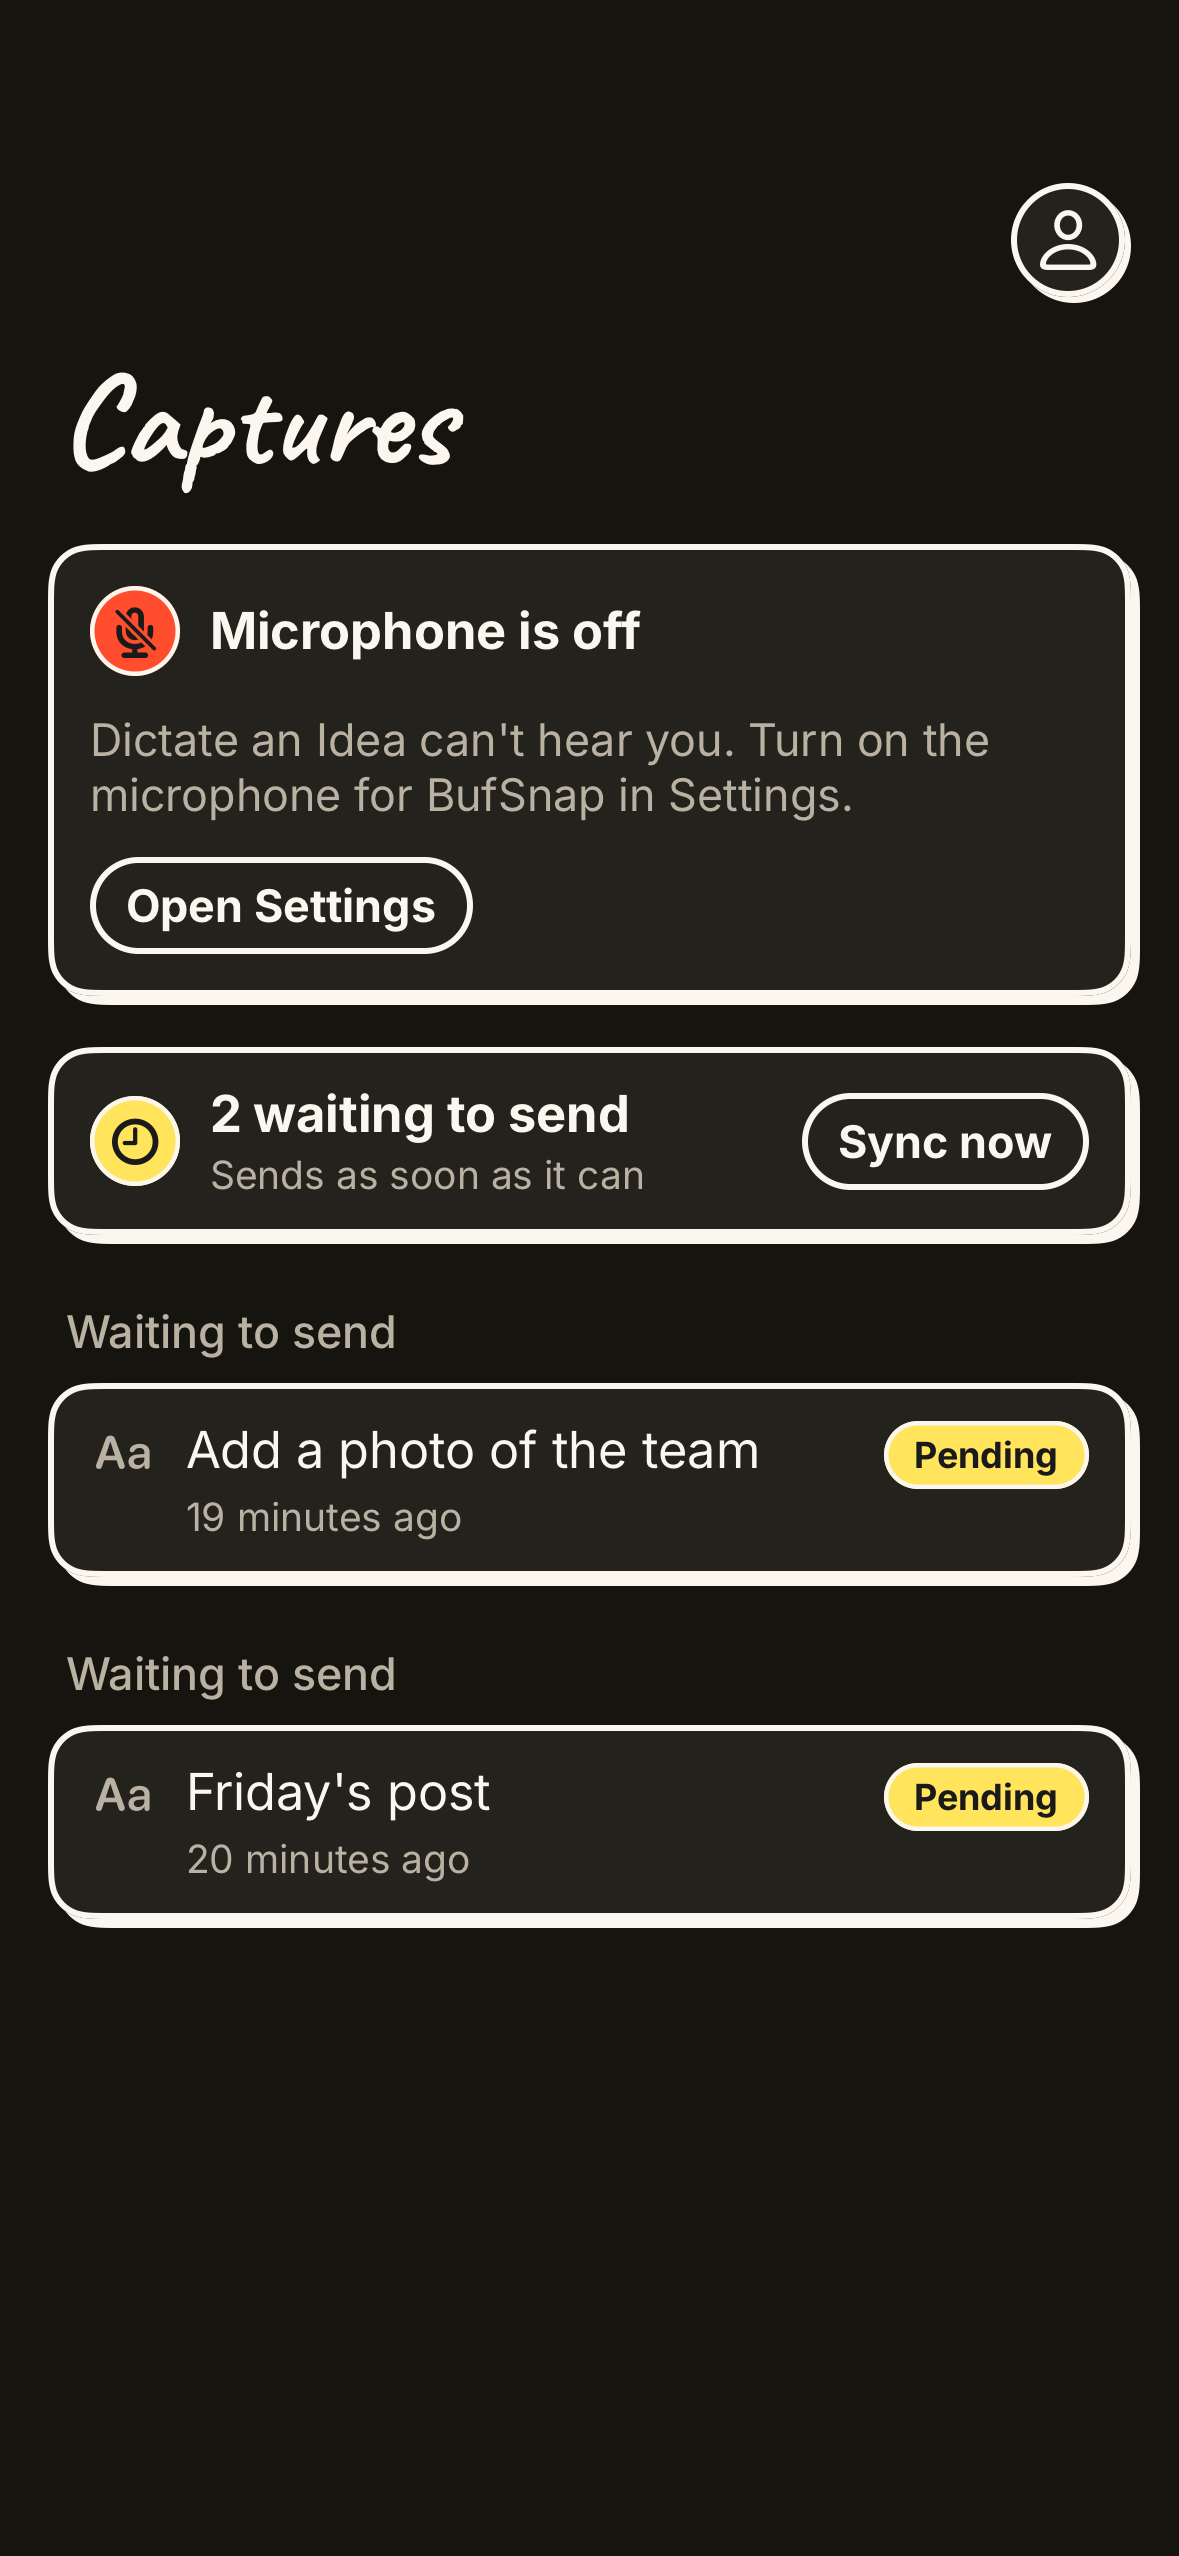 Captures
Microphone is off
Dictate an Idea can't hear you. Turn on the
microphone for BufSnap in Settings.
Open Settings
2 waiting to send
Sends as soon as it can
Sync now
Waiting to send
Aa Add a photo of the team
Pending
19 minutes ago
Waiting to send
Aa Friday's post
Pending
20 minutes ago